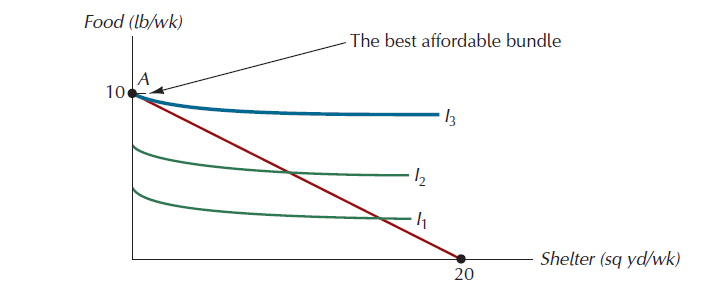 Food (lb/wk)
The best affordable bundle
A
10
I3
I2
I1
Shelter (sq yd/wk)
20